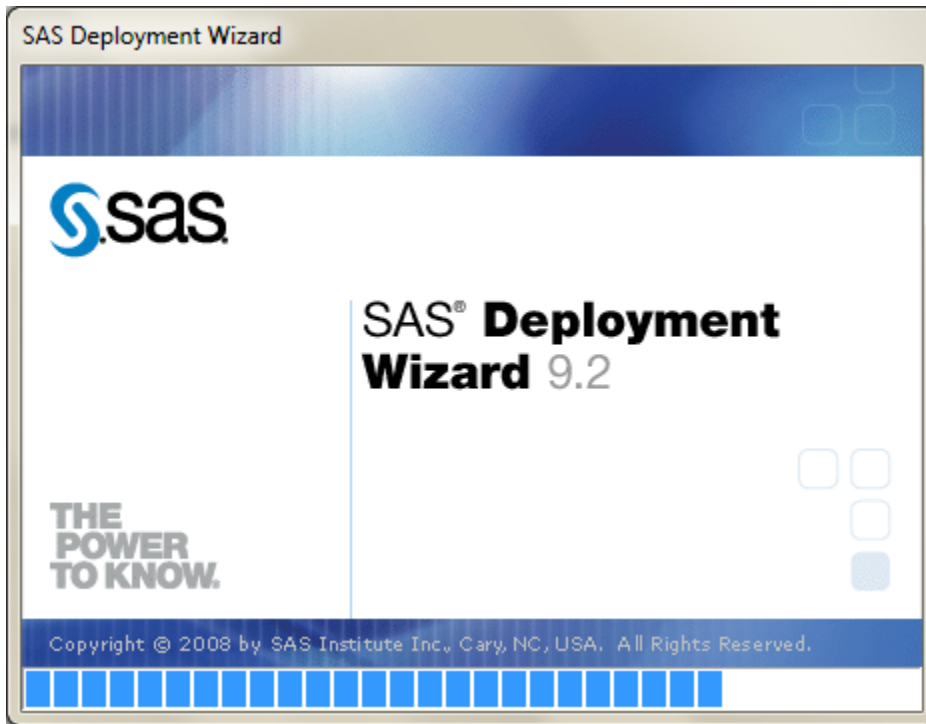 SAS Deployment Wizard
sas
SAS® Deployment
Wizard 9.2
THE
POWER
TO KNOW®
Copyright © 2008 by SAS Institute Inc., Cary, NC, USA. All Rights Reserved.